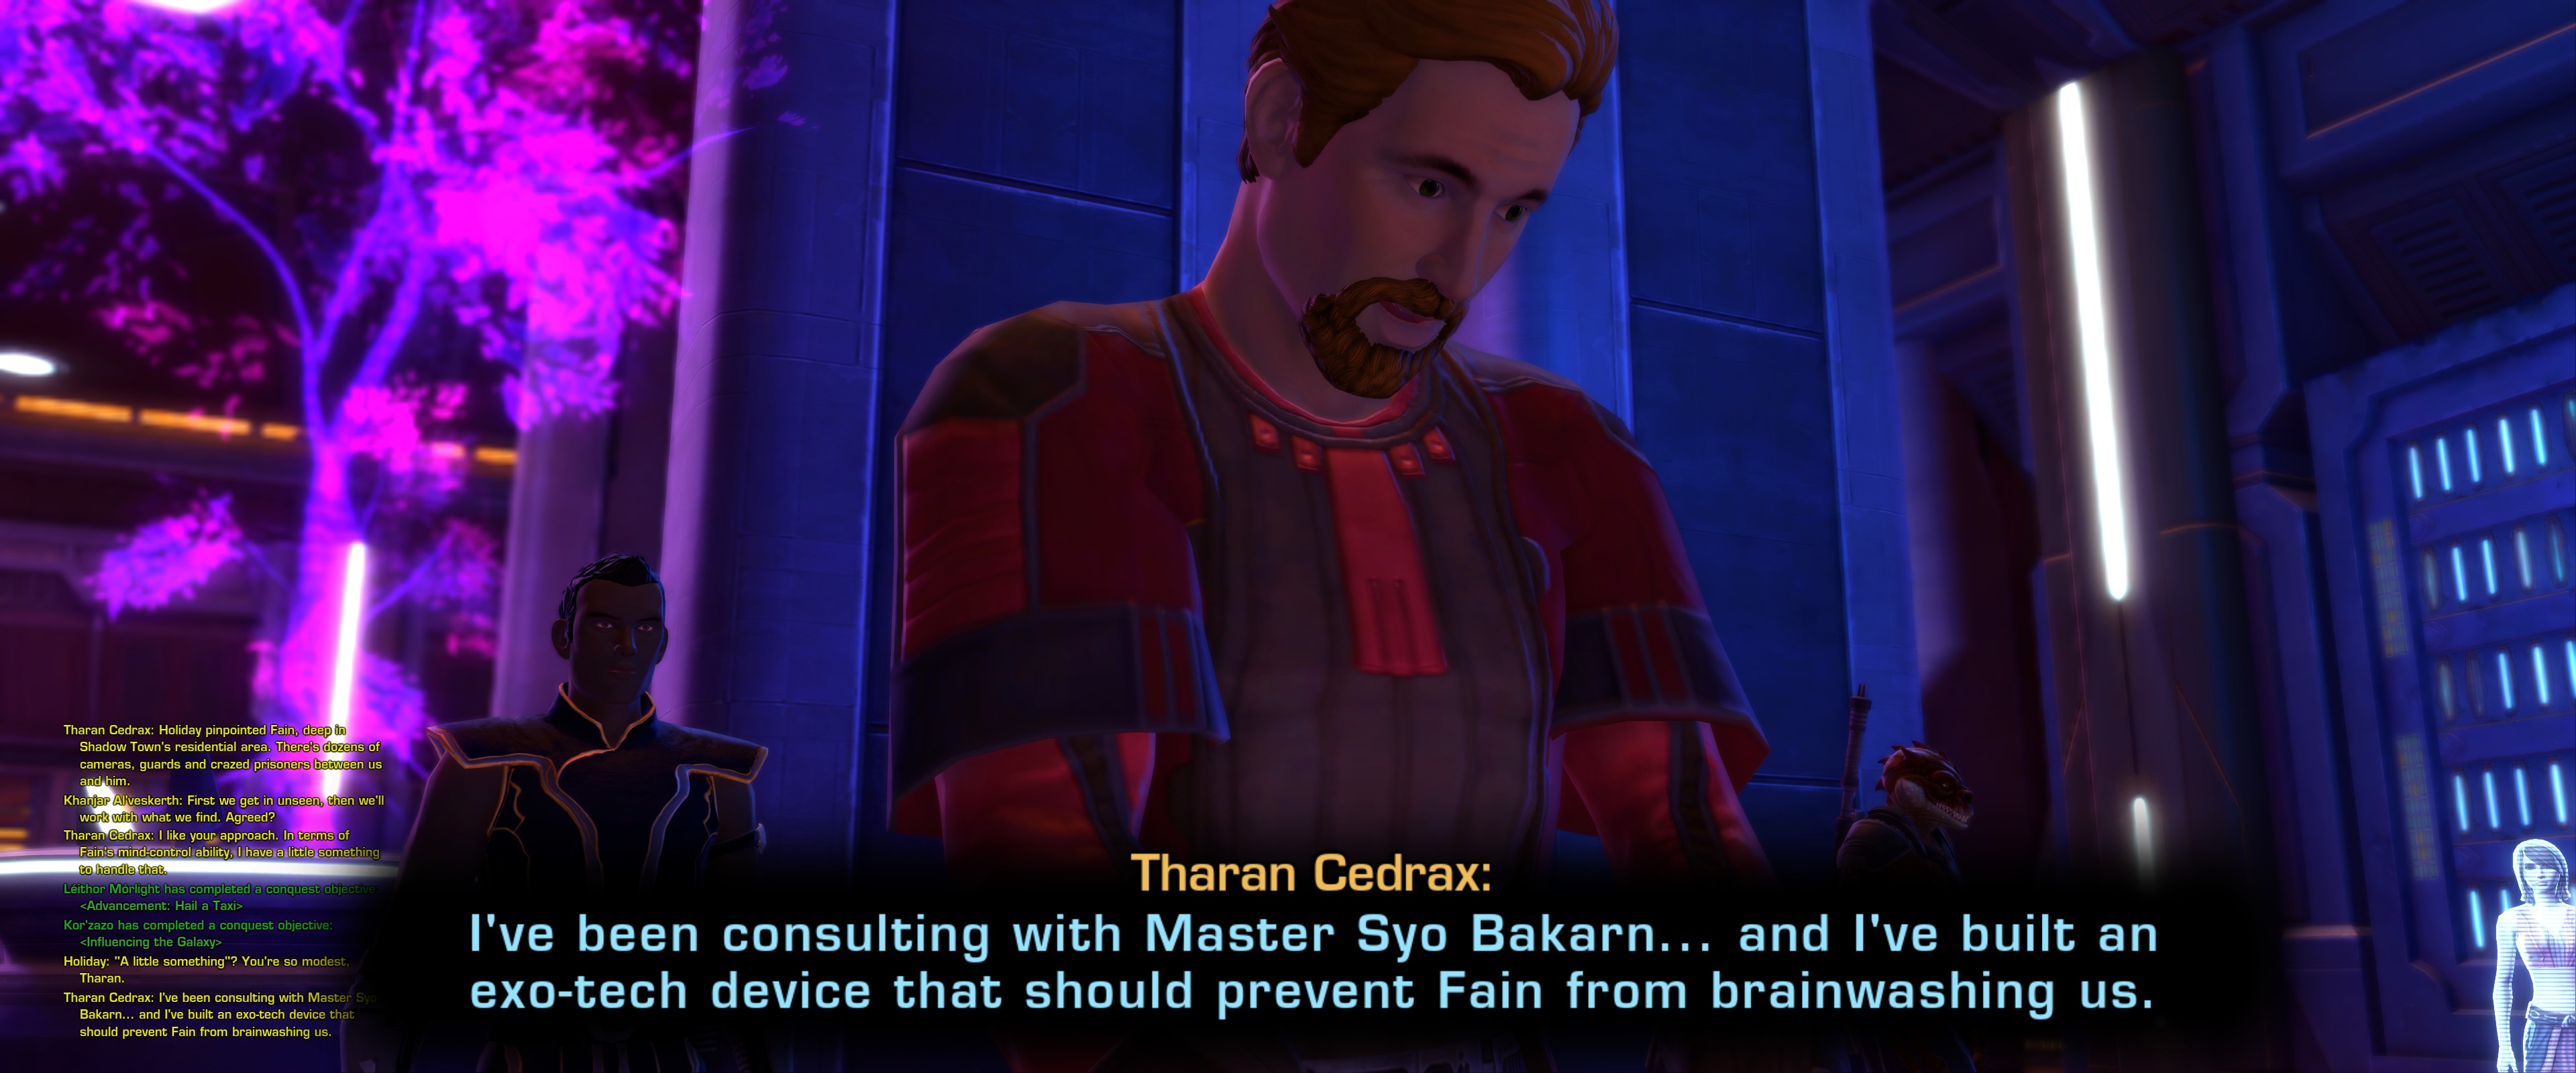 Tharan Cedrax: Holiday pinpointed Fain, deep in
Shadow Town's residential area. There's dozens of
cameras, guards and crazed prisoners between us
and him.
Khanjar Al'veskerth: First we get in unseen, then we'll
work with what we find. Agreed?
Tharan Cedrax: I like your approach. In terms of
Fain's mind-control ability, I have a little something
to handle that.
Léithor Mórlight has completed a conquest objective:
<Advancement: Hail a Taxi>
Kor'zazo has completed a conquest objective:
<Influencing the Galaxy>
Holiday: "A little something"? You're so modest,
Tharan.
Tharan Cedrax: I've been consulting with Master Syo
Bakarn... and I've built an exo-tech device that
should prevent Fain from brainwashing us.
Tharan Cedrax:
I've been consulting with Master Syo Bakarn... and I've built an
exo-tech device that should prevent Fain from brainwashing us.